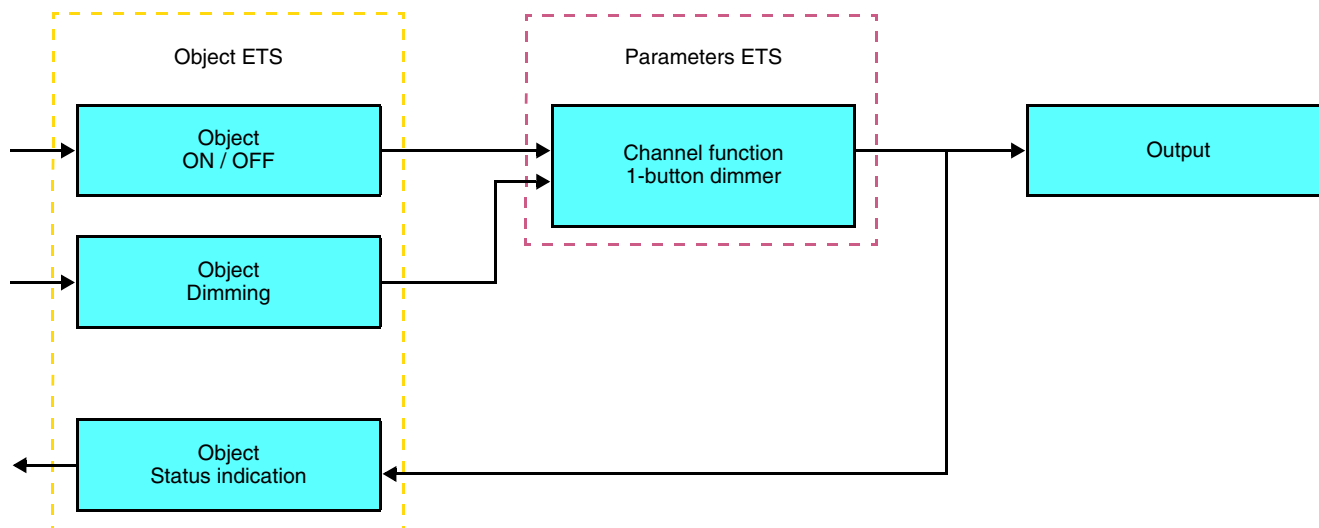 Object ETS
Parameters ETS
Object
ON / OFF
Channel function
1-button dimmer
Output
Object
Dimming
Object
Status indication